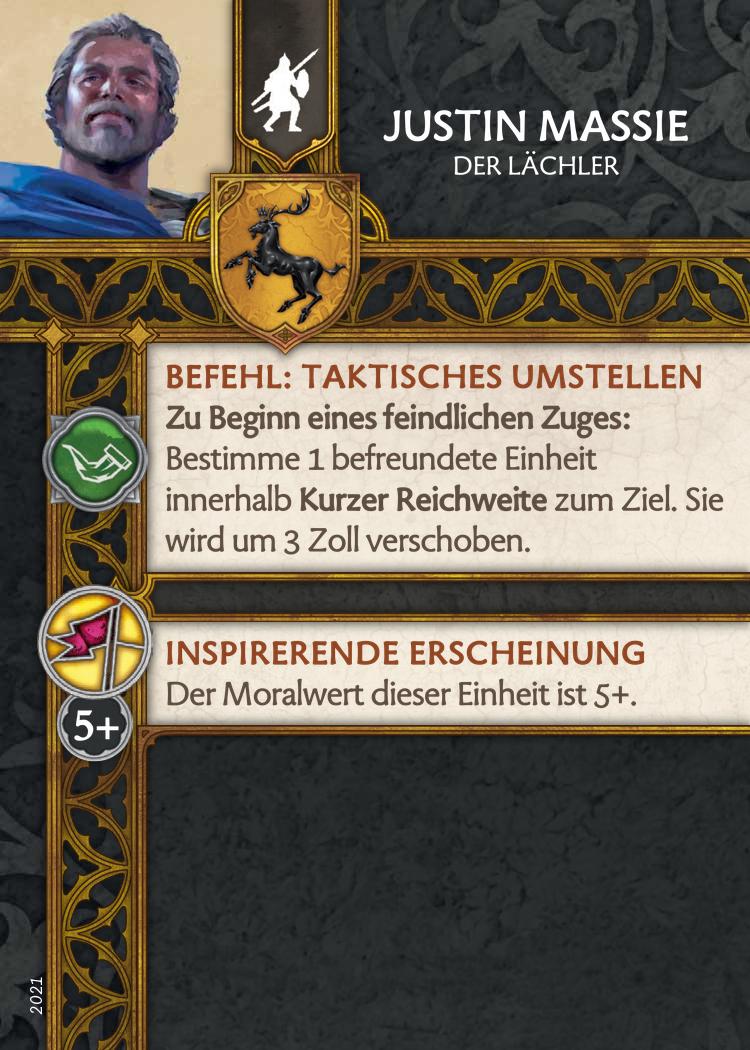 JUSTIN MASSIE
DER LÄCHLER
BEFEHL: TAKTISCHES UMSTELLEN
Zu Beginn eines feindlichen Zuges:
Bestimme 1 befreundete Einheit
innerhalb Kurzer Reichweite zum Ziel. Sie
wird um 3 Zoll verschoben.
INSPIRERENDE ERSCHEINUNG
Der Moralwert dieser Einheit ist 5+.
5+
2021